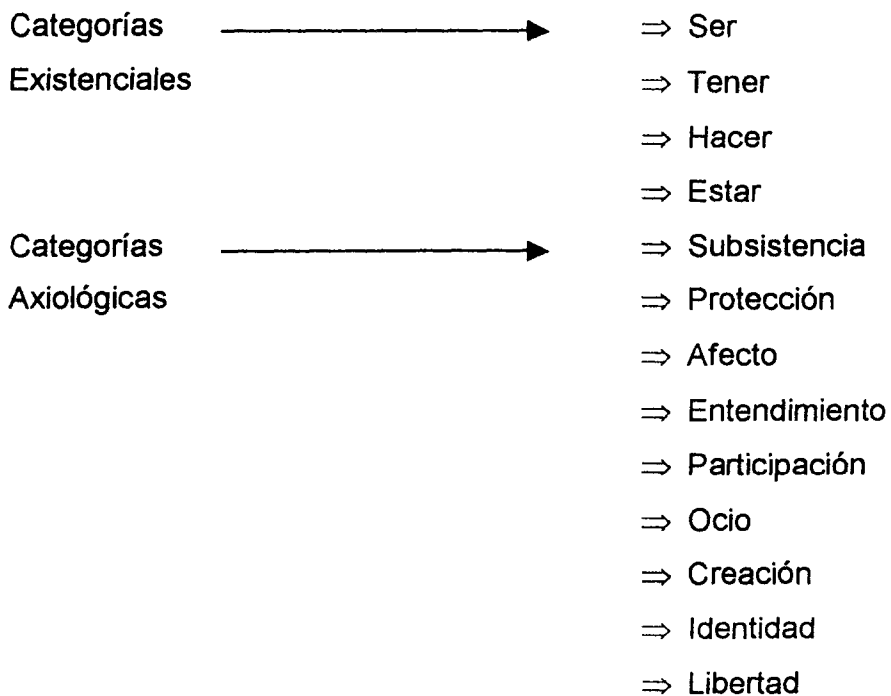 Categorías ⇒ Ser
Existenciales ⇒ Tener
⇒ Hacer
⇒ Estar
Categorías ⇒ Subsistencia
Axiológicas ⇒ Protección
⇒ Afecto
⇒ Entendimiento
⇒ Participación
⇒ Ocio
⇒ Creación
⇒ Identidad
⇒ Libertad